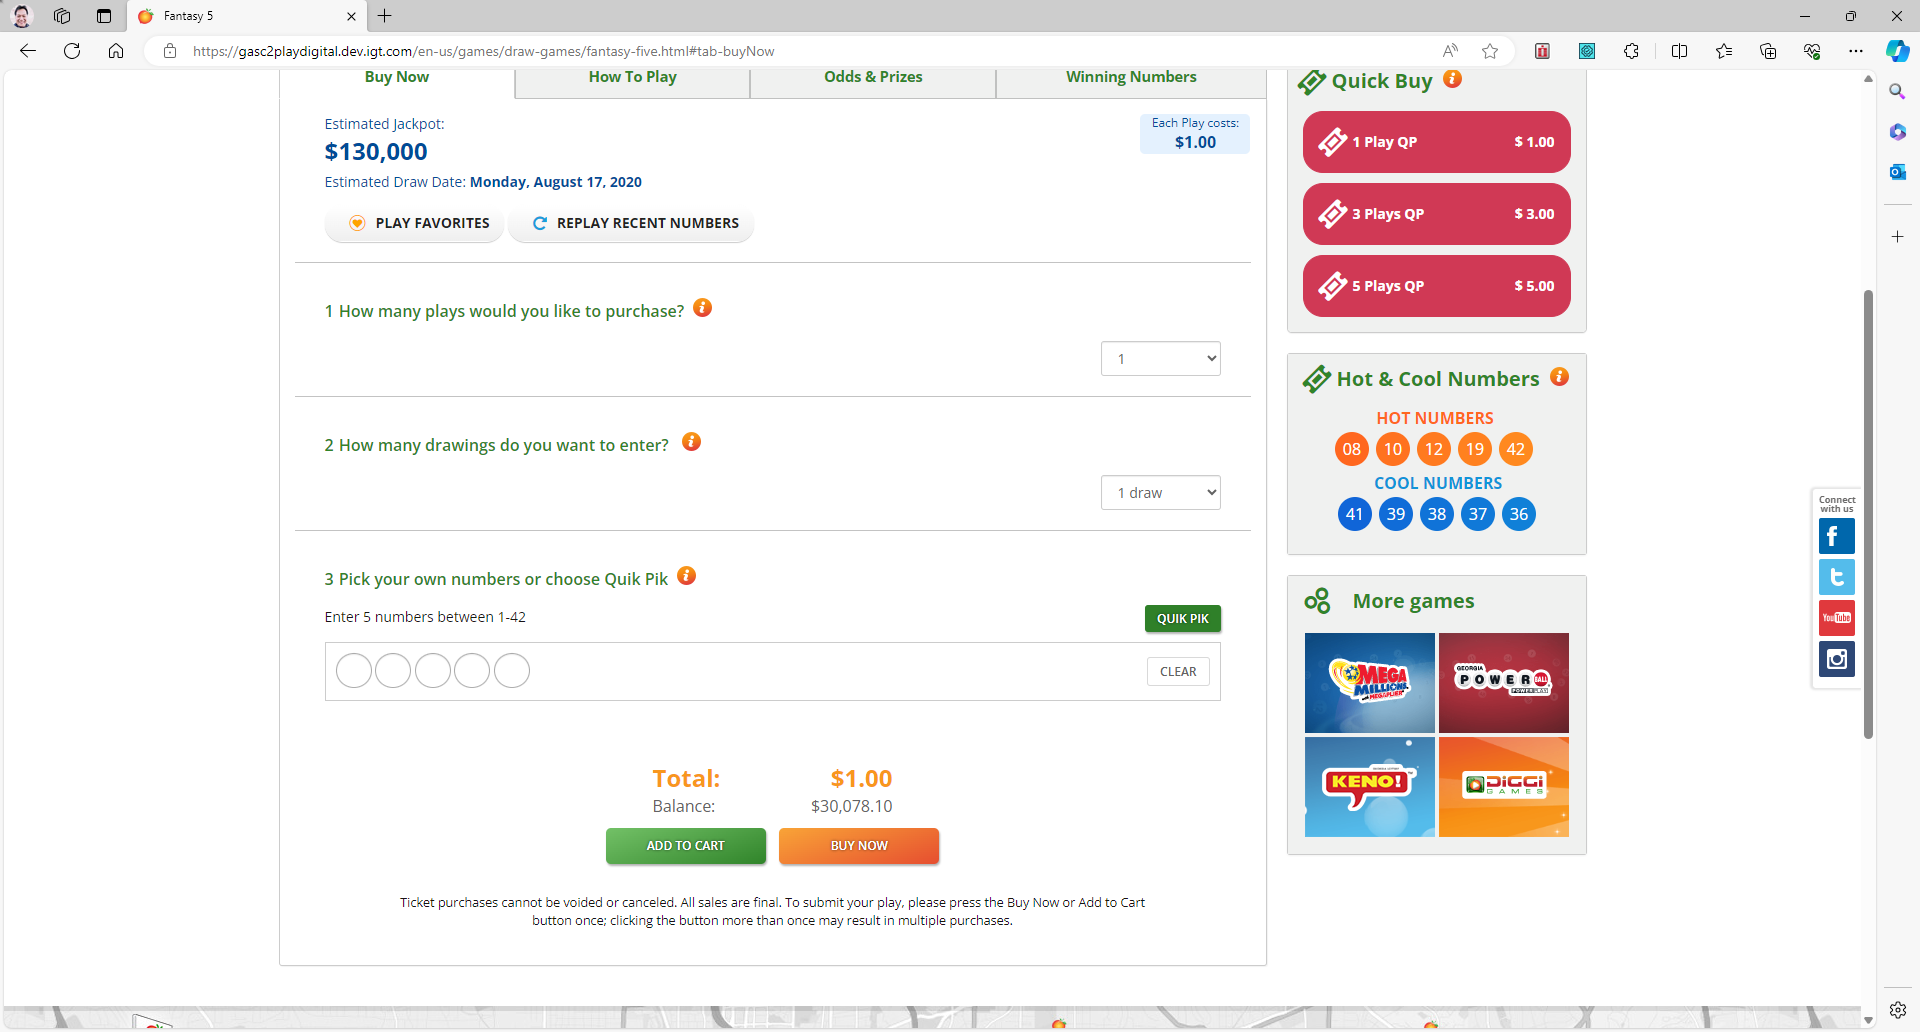 Fantasy 5
https://gasc2playdigital.dev.igt.com/en-us/games/draw-games/fantasy-five.html#tab-buyNow
Buy Now
How To Play
Odds & Prizes
Winning Numbers
Estimated Jackpot:
$130,000
Estimated Draw Date: Monday, August 17, 2020
Each Play costs:
$1.00
PLAY FAVORITES
REPLAY RECENT NUMBERS
1 How many plays would you like to purchase?
1
2 How many drawings do you want to enter?
1 draw
3 Pick your own numbers or choose Quik Pik
Enter 5 numbers between 1-42
QUIK PIK
CLEAR
Total: $1.00
Balance: $30,078.10
ADD TO CART
BUY NOW
Ticket purchases cannot be voided or canceled. All sales are final. To submit your play, please press the Buy Now or Add to Cart
button once; clicking the button more than once may result in multiple purchases.
Quick Buy
1 Play QP $ 1.00
3 Plays QP $ 3.00
5 Plays QP $ 5.00
Hot & Cool Numbers
HOT NUMBERS
08 10 12 19 42
COOL NUMBERS
41 39 38 37 36
More games
MEGA
MILLIONS
GEORGIA
POWERBALL
KENO!
DIGGI
GAMES
Connect
with us
YouTube